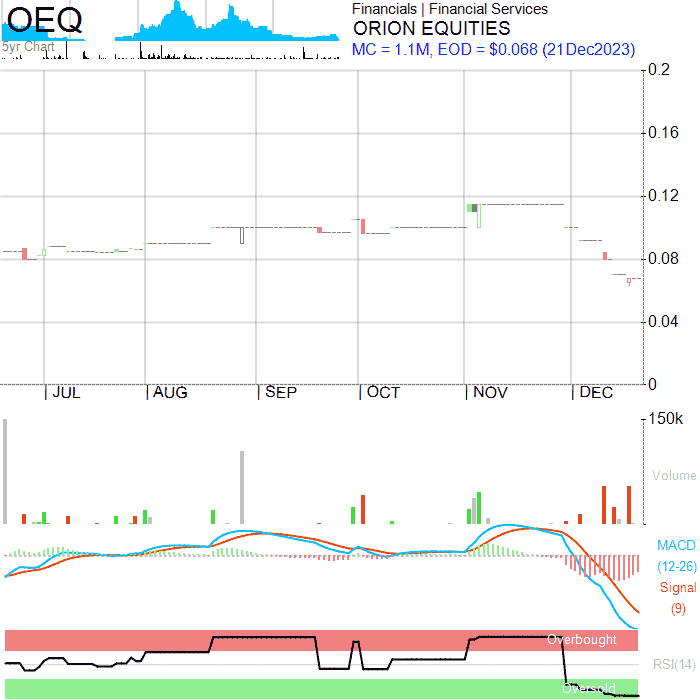 OEQ
5yr Chart
Financials | Financial Services
ORION EQUITIES
MC = 1.1M, EOD = $0.068 (21Dec2023)
0.2
0.16
0.12
0.08
0.04
0
JUL AUG SEP OCT NOV DEC
150k
Volume
MACD
(12-26)
Signal
(9)
Overbought
RSI(14)
Oversold